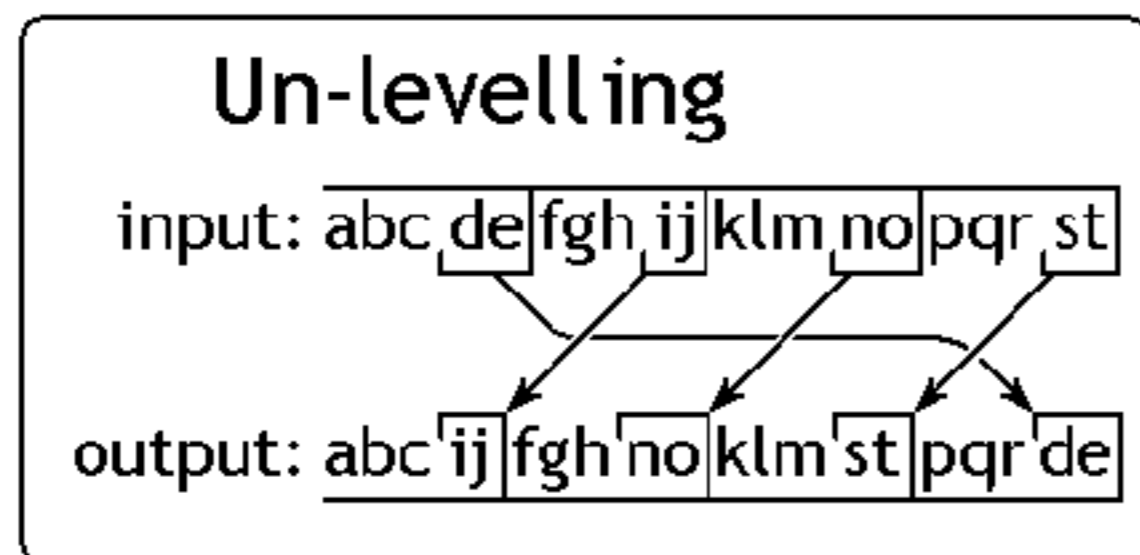 Un-levelling
input: abc de fgh ij klm no pqr st
output: abc ij fgh no klm st pqr de